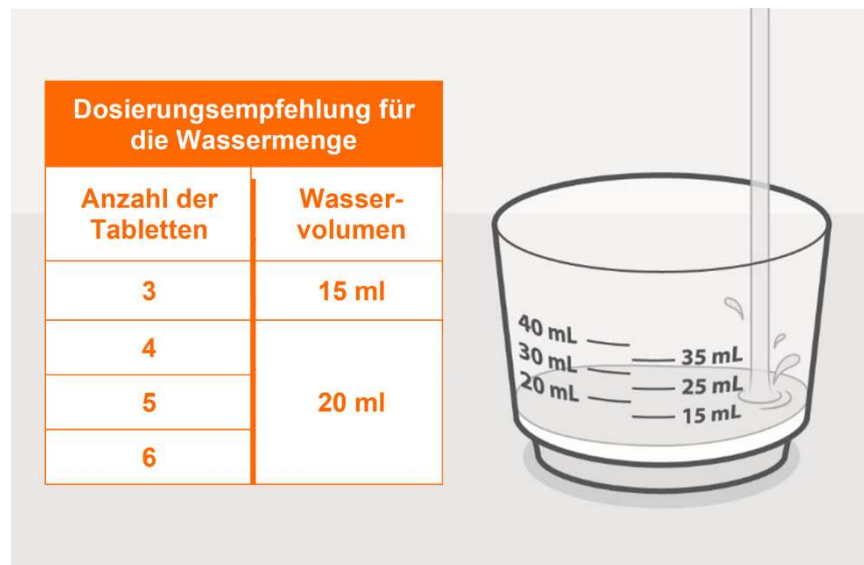 Dosierungsempfehlung für
die Wassermenge
Anzahl der
Tabletten
Wasser-
volumen
3
15 ml
4
5
20 ml
6
40 mL
35 mL
30 mL
25 mL
20 mL
15 mL